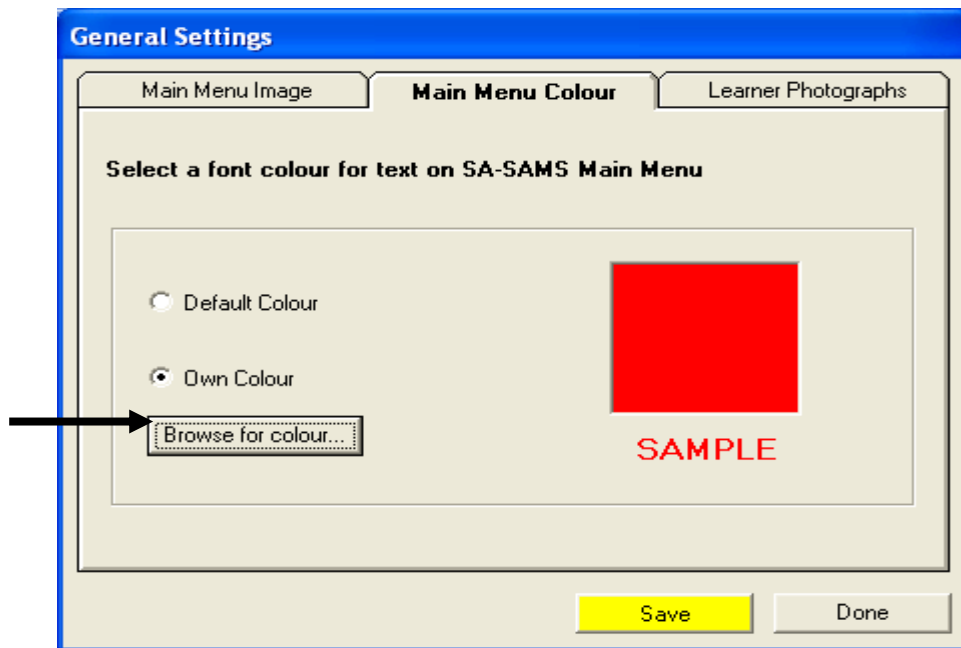 General Settings
Main Menu Image Main Menu Colour Learner Photographs
Select a font colour for text on SA-SAMS Main Menu
Default Colour
Own Colour
Browse for colour...
SAMPLE
Save Done